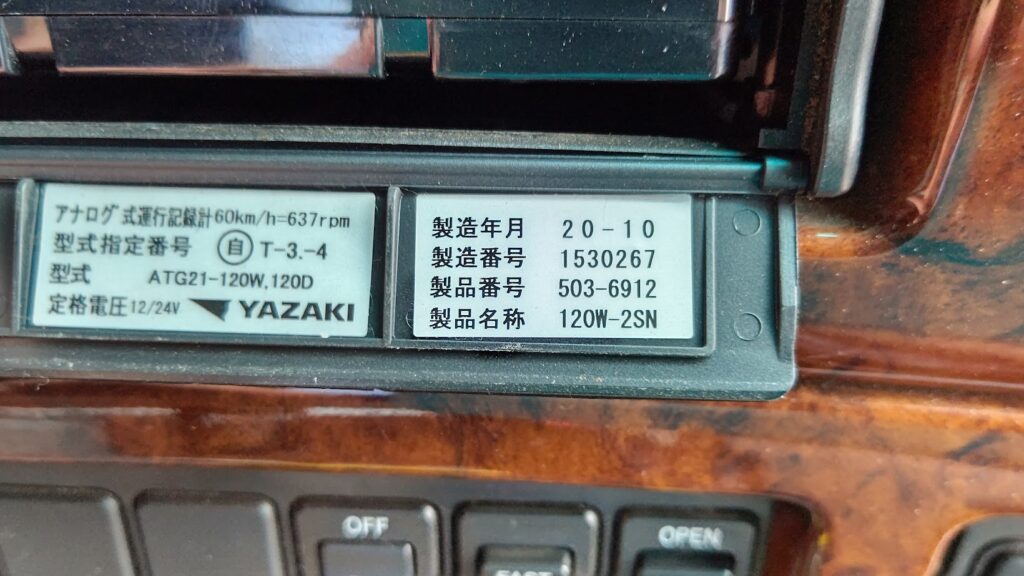 アナログ式運行記録計60km/h=637rpm
型式指定番号 自 T-3.-4
型式 ATG21-120W,120D
定格電圧12/24V YAZAKI
製造年月 20-10
製造番号 1530267
製品番号 503-6912
製品名称 120W-2SN
OFF
OPEN